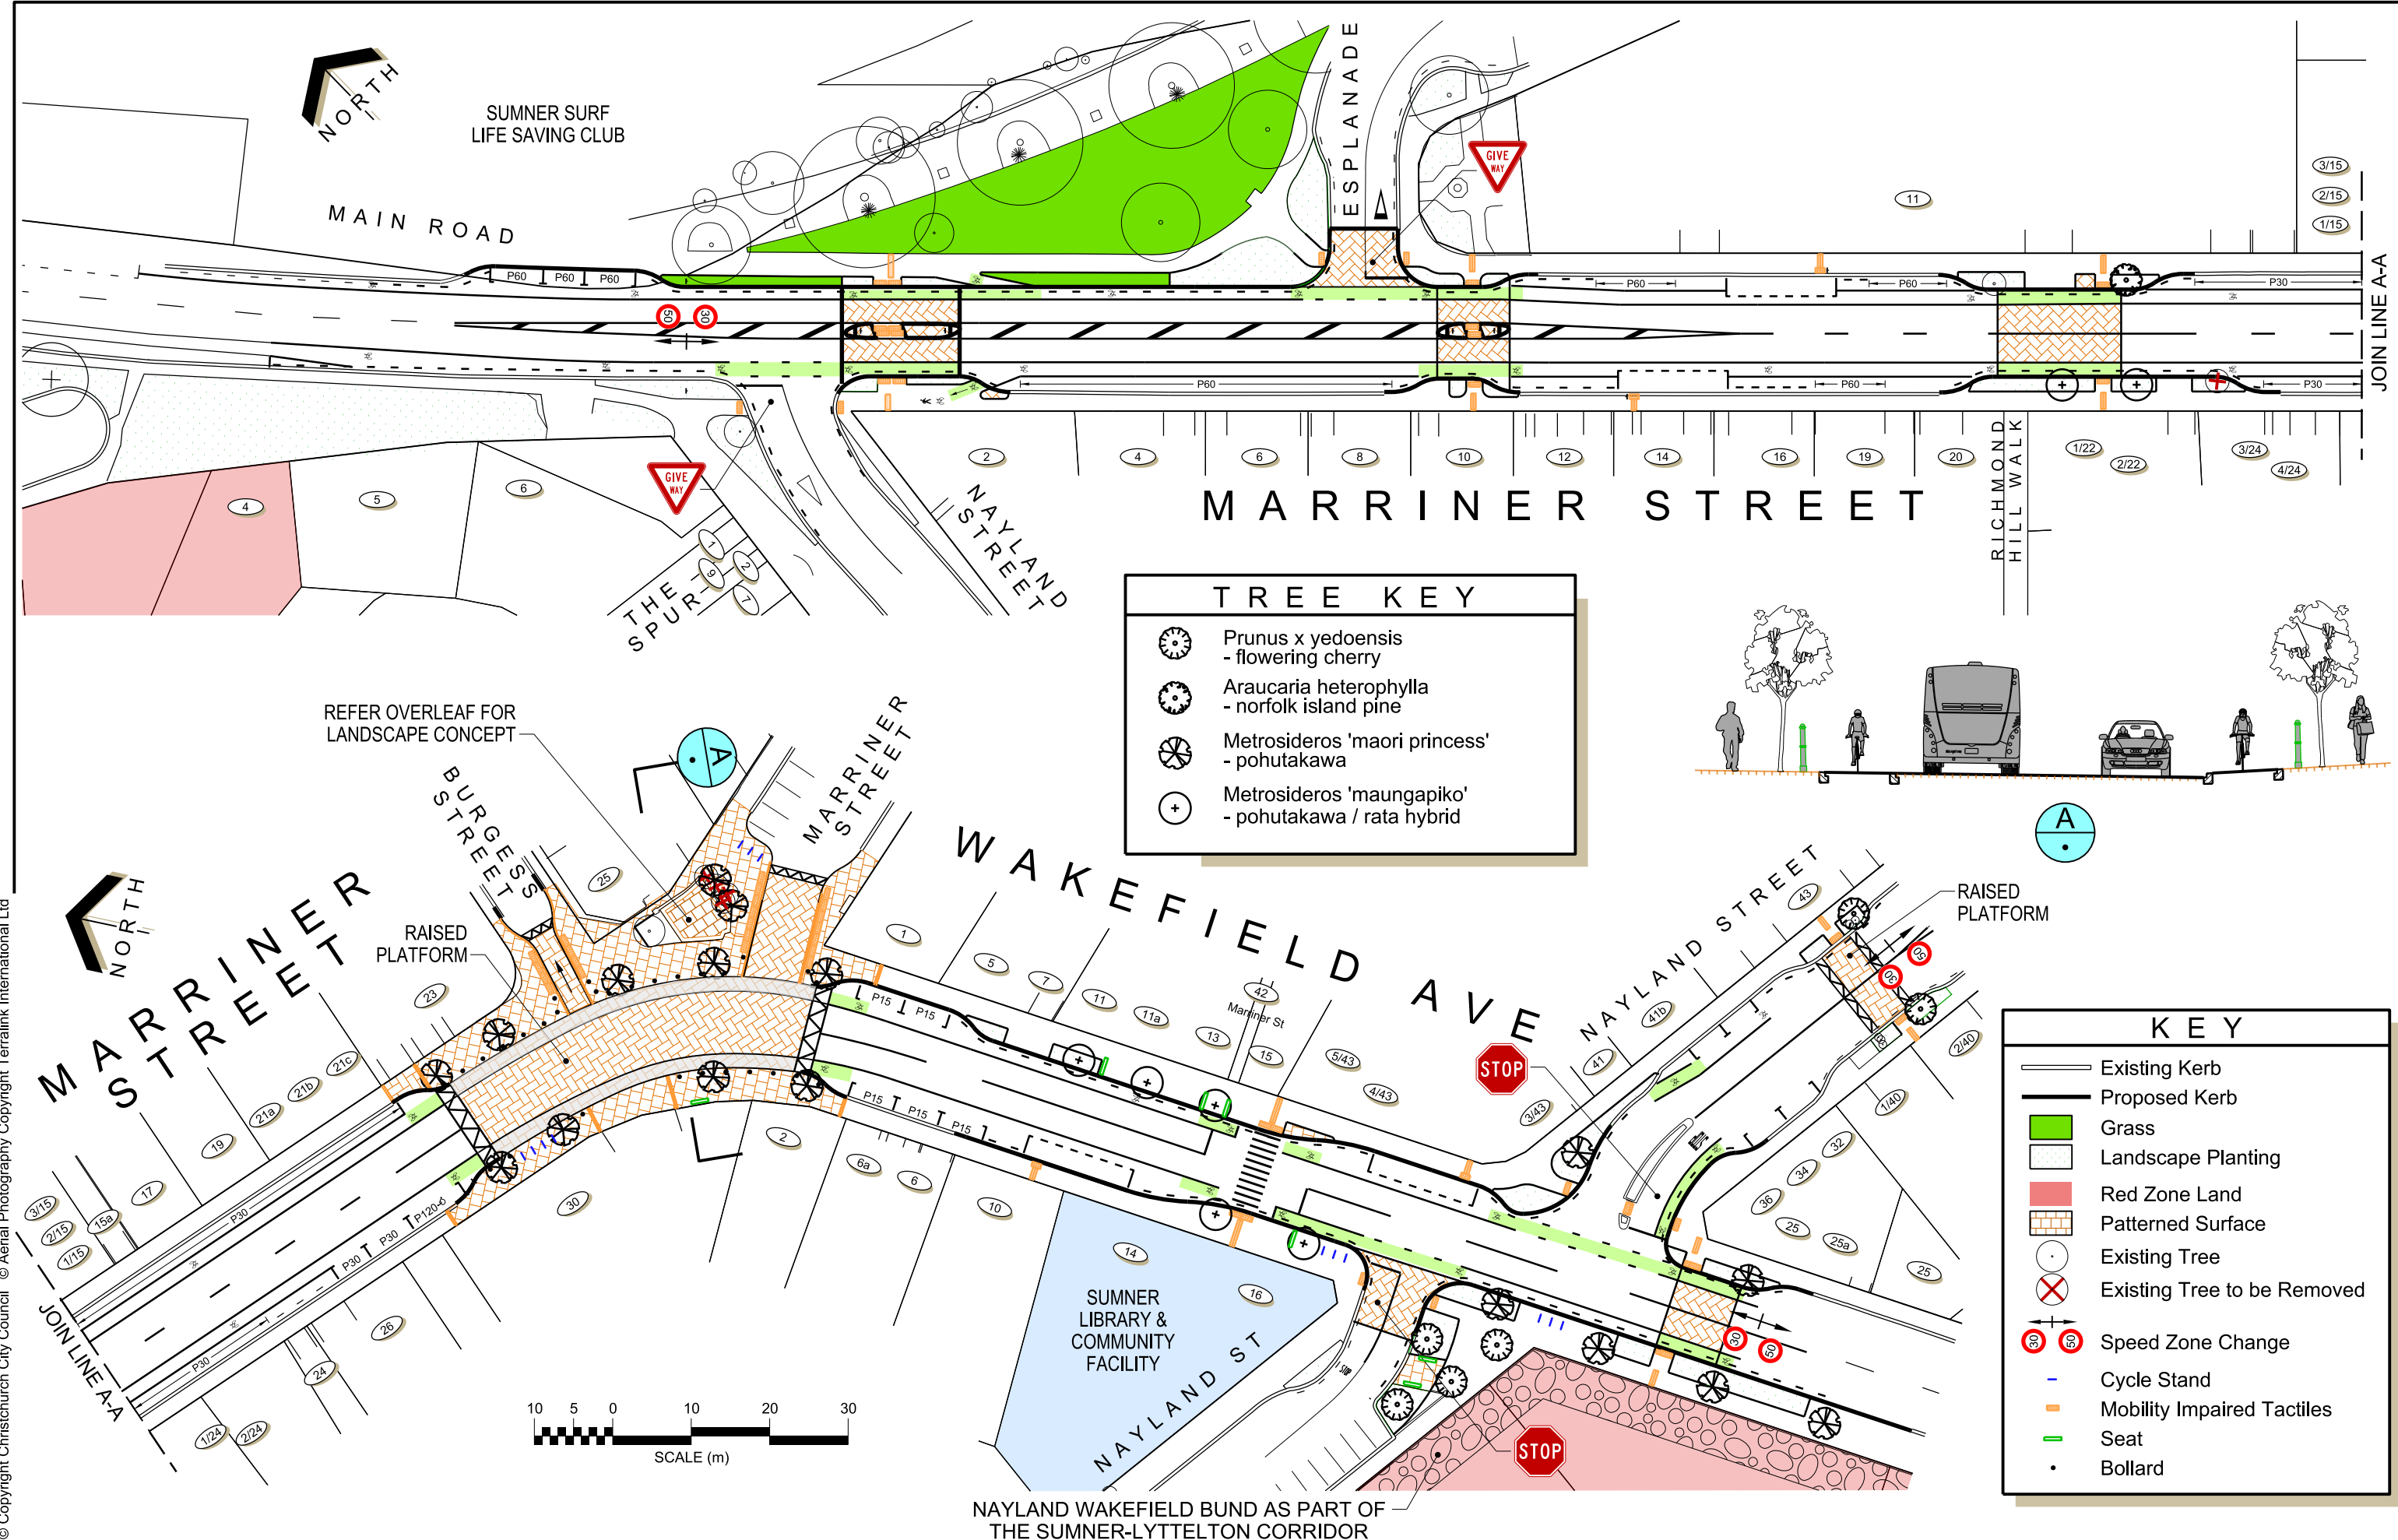 NORTH
SUMNER SURF
LIFE SAVING CLUB
MAIN ROAD
ESPLANADE
GIVE
WAY
11
3/15
2/15
1/15
JOIN LINE A-A
P60
P60
P60
50
30
P60
P60
P30
P60
P60
P30
4
5
6
GIVE
WAY
1
2
9
7
THE
SPUR
NAYLAND
STREET
2
4
6
8
10
12
14
16
19
20
1/22
2/22
3/24
4/24
MARRINER STREET
RICHMOND
HILL WALK
TREE KEY
Prunus x yedoensis
- flowering cherry
Araucaria heterophylla
- norfolk island pine
Metrosideros 'maori princess'
- pohutakawa
Metrosideros 'maungapiko'
- pohutakawa / rata hybrid
A
REFER OVERLEAF FOR
LANDSCAPE CONCEPT
A
BURGESS
STREET
MARRINER
STREET
NORTH
MARRINER
STREET
RAISED
PLATFORM
WAKEFIELD AVE
NAYLAND STREET
RAISED
PLATFORM
25
23
21c
21b
21a
19
17
15a
3/15
2/15
1/15
JOIN LINE A-A
P30
P30
P30
P30
P120-6
1/24
2/24
24
26
30
2
6a
6
10
P15
P15
P15
P15
P15
1
5
7
11
11a
13
42
Marriner St
15
5/43
4/43
3/43
41
41b
43
STOP
30
50
2/40
1/40
32
34
36
25
25a
25
14
16
SUMNER
LIBRARY &
COMMUNITY
FACILITY
NAYLAND ST
30
50
STOP
NAYLAND WAKEFIELD BUND AS PART OF
THE SUMNER-LYTTELTON CORRIDOR
10 5 0 10 20 30
SCALE (m)
KEY
Existing Kerb
Proposed Kerb
Grass
Landscape Planting
Red Zone Land
Patterned Surface
Existing Tree
Existing Tree to be Removed
30 50 Speed Zone Change
Cycle Stand
Mobility Impaired Tactiles
Seat
Bollard
© Copyright Christchurch City Council © Aerial Photography Copyright Terralink International Ltd